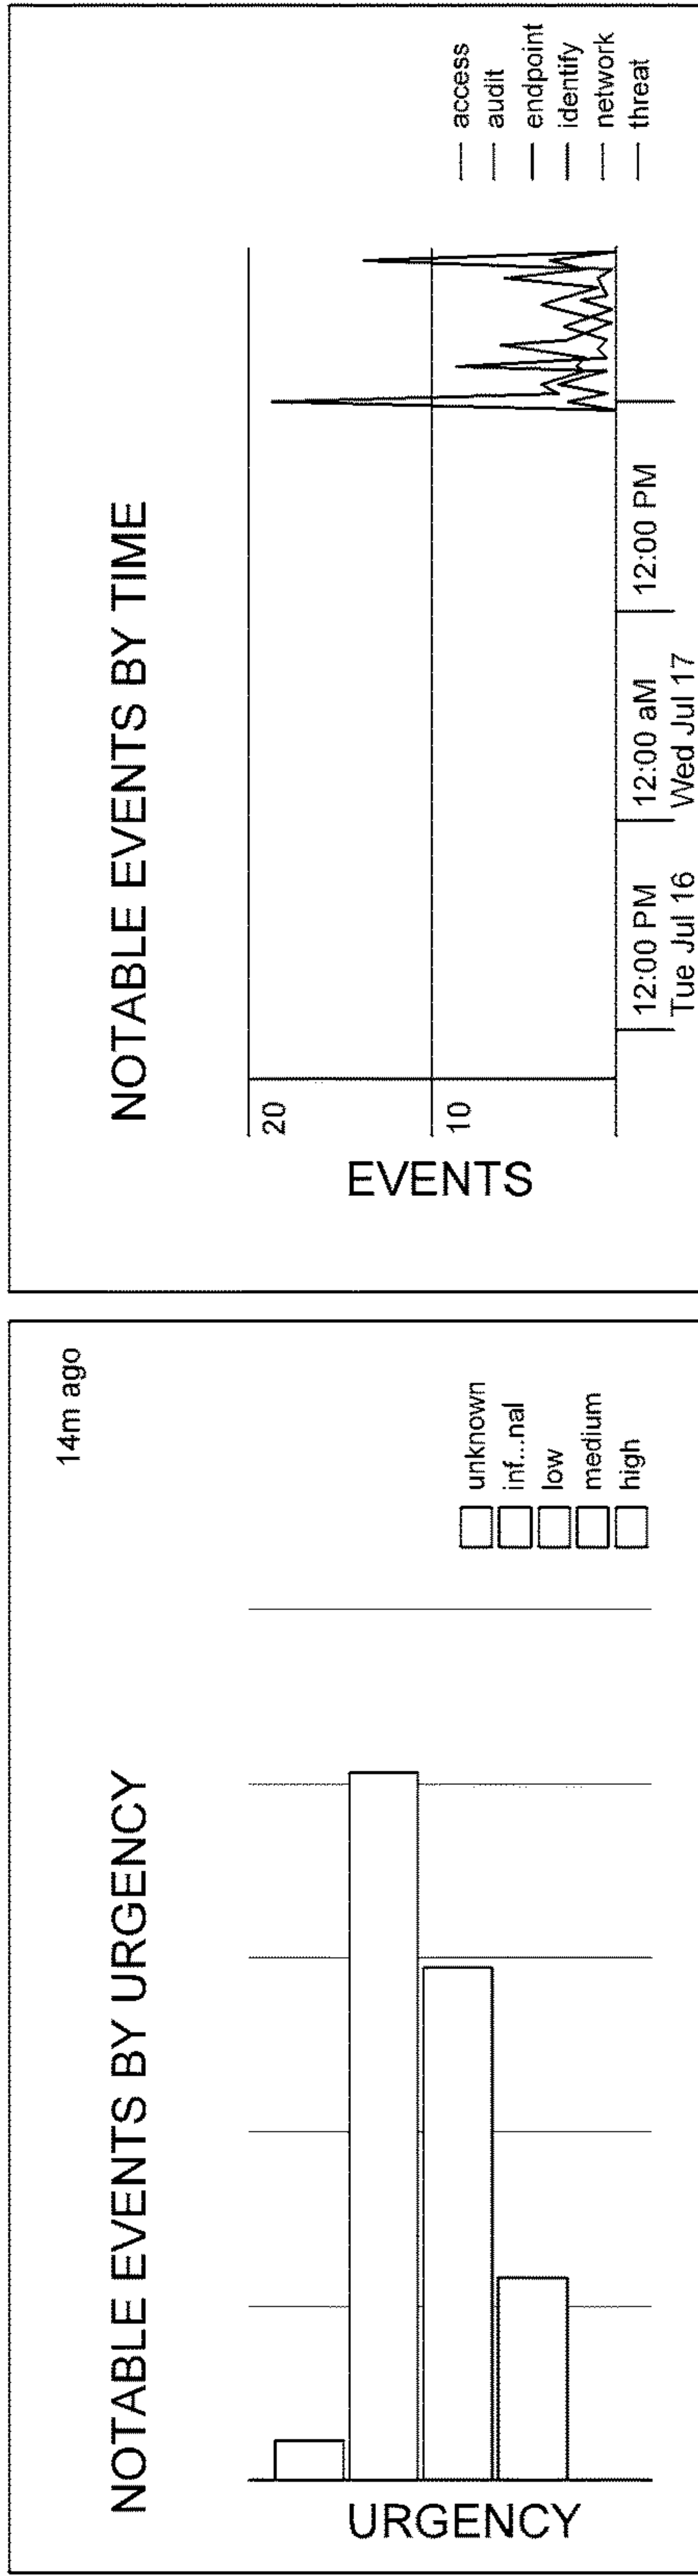 NOTABLE EVENTS BY URGENCY
14m ago
URGENCY
unknown
inf...nal
low
medium
high
NOTABLE EVENTS BY TIME
EVENTS
20
10
12:00 PM
Tue Jul 16
12:00 aM
Wed Jul 17
12:00 PM
access
audit
endpoint
identify
network
threat